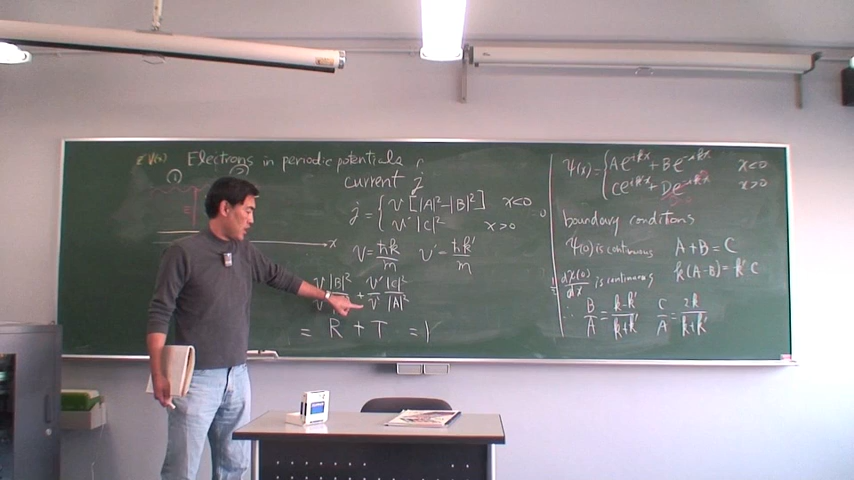 V(x) Electrons in periodic potentials
① ②
current j
j = { v [|A|²-|B|²] x<0
v' |C|² x>0
x
v = ħk/m v' = ħk'/m
v|B|²/v + v'|C|²/v|A|²
= R + T = 1
ψ(x) = { Ae^{ikx} + Be^{-ikx} x<0
Ce^{ik'x} + De^{-ik'x} x>0
boundary conditions
ψ(0) is continuous A+B=C
dψ(0)/dx is continuous k(A-B) = k'C
∴ B/A = k-k'/k+k' C/A = 2k/k+k'